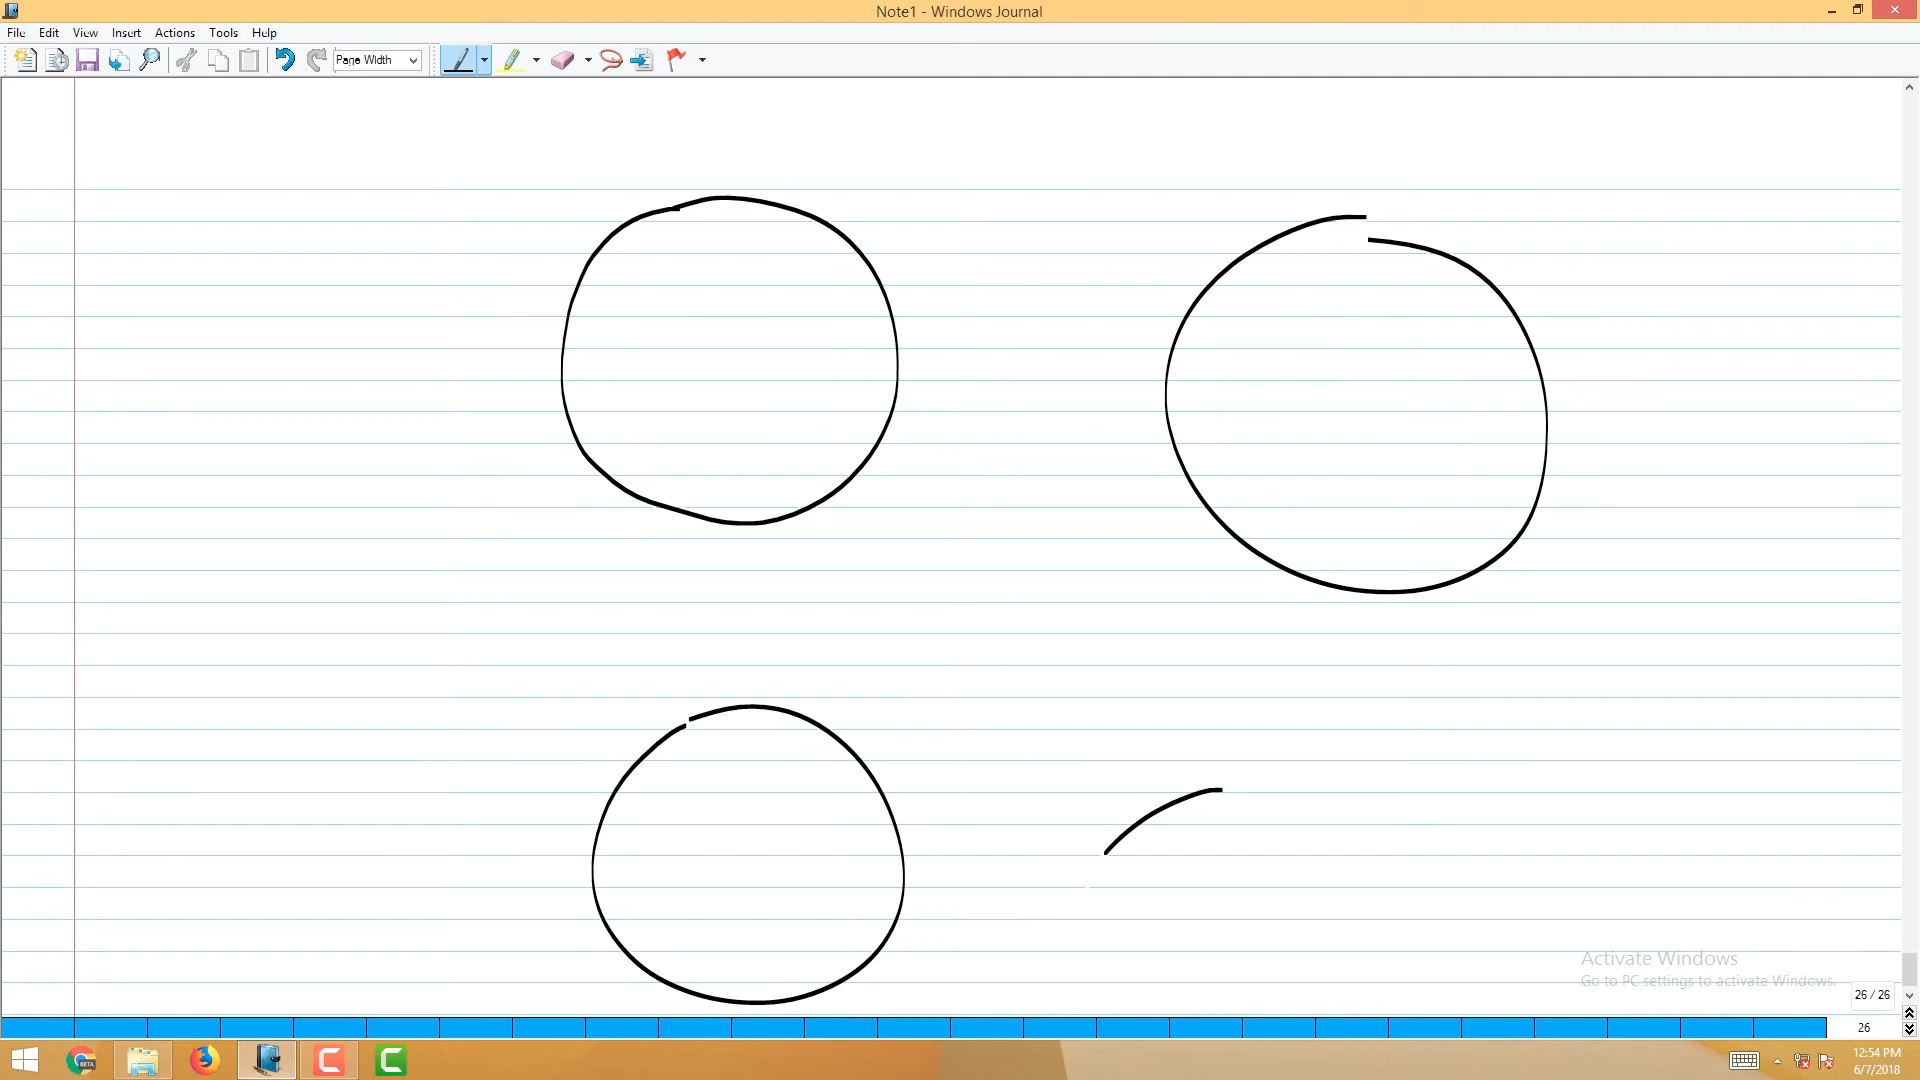 Note1 - Windows Journal
File Edit View Insert Actions Tools Help
Page Width
Activate Windows
Go to PC settings to activate Windows.
26 / 26
26
BETA
12:54 PM
6/7/2018